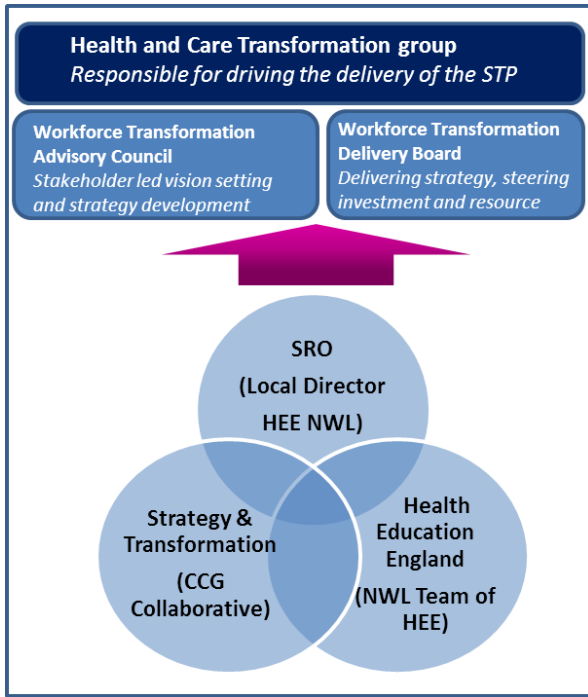 Health and Care Transformation group
Responsible for driving the delivery of the STP
Workforce Transformation
Advisory Council
Stakeholder led vision setting
and strategy development
Workforce Transformation
Delivery Board
Delivering strategy, steering
investment and resource
SRO
(Local Director
HEE NWL)
Strategy &
Transformation
(CCG
Collaborative)
Health
Education
England
(NWL Team of
HEE)